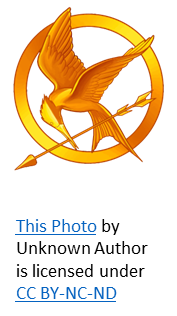 This Photo by
Unknown Author
is licensed under
CC BY-NC-ND